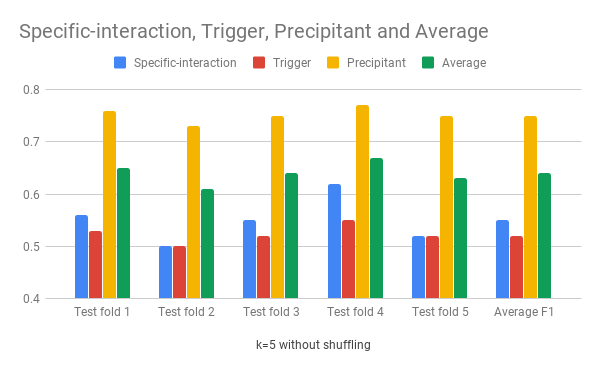 Specific-interaction, Trigger, Precipitant and Average
Specific-interaction Trigger Precipitant Average
0.8
0.7
0.6
0.5
0.4
Test fold 1 Test fold 2 Test fold 3 Test fold 4 Test fold 5 Average F1
k=5 without shuffling